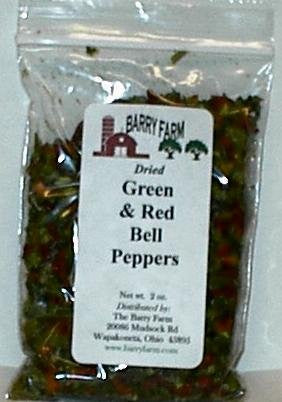 BARRY FARM
Dried
Green
& Red
Bell
Peppers
Net wt. 2 oz.
Distributed by:
The Barry Farm
20086 Mudsock Rd
Wapakoneta, Ohio 45895
www.barryfarm.com